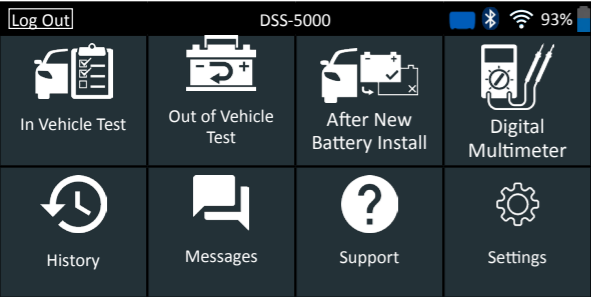 Log Out
DSS-5000
93%
In Vehicle Test
Out of Vehicle
Test
After New
Battery Install
Digital
Multimeter
History
Messages
Support
Settings